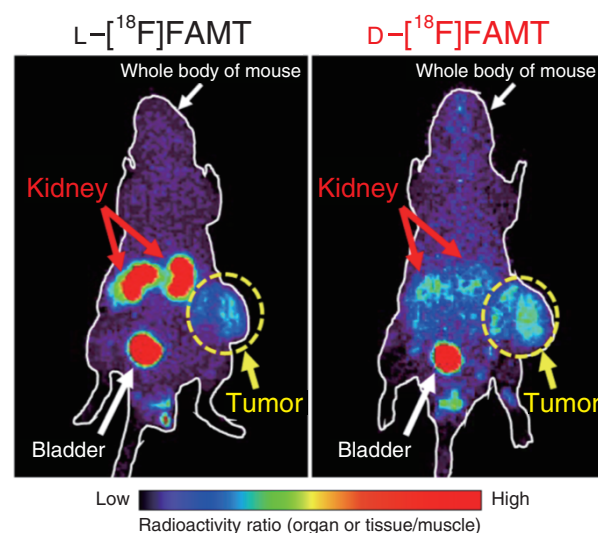 L–[¹⁸F]FAMT
D–[¹⁸F]FAMT
Whole body of mouse
Whole body of mouse
Kidney
Kidney
Tumor
Tumor
Bladder
Bladder
Low
High
Radioactivity ratio (organ or tissue/muscle)